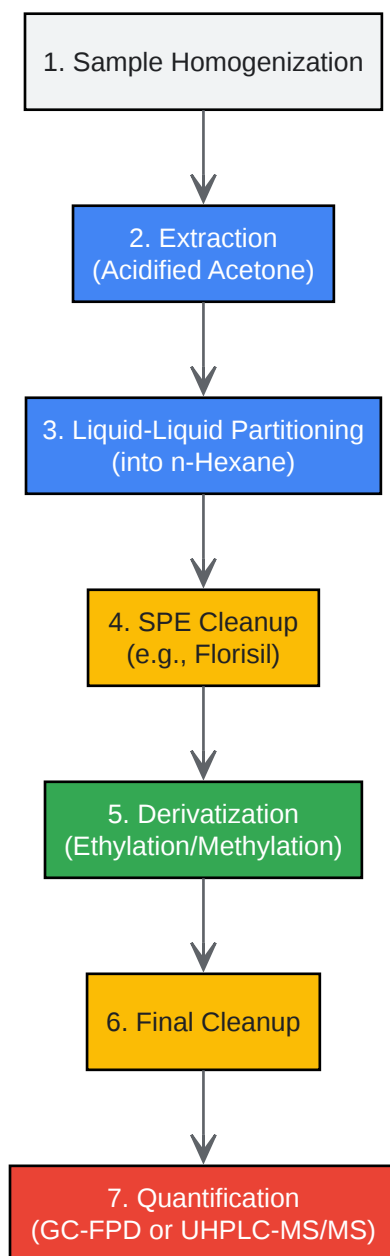 1. Sample Homogenization
2. Extraction
(Acidified Acetone)
3. Liquid-Liquid Partitioning
(into n-Hexane)
4. SPE Cleanup
(e.g., Florisil)
5. Derivatization
(Ethylation/Methylation)
6. Final Cleanup
7. Quantification
(GC-FPD or UHPLC-MS/MS)